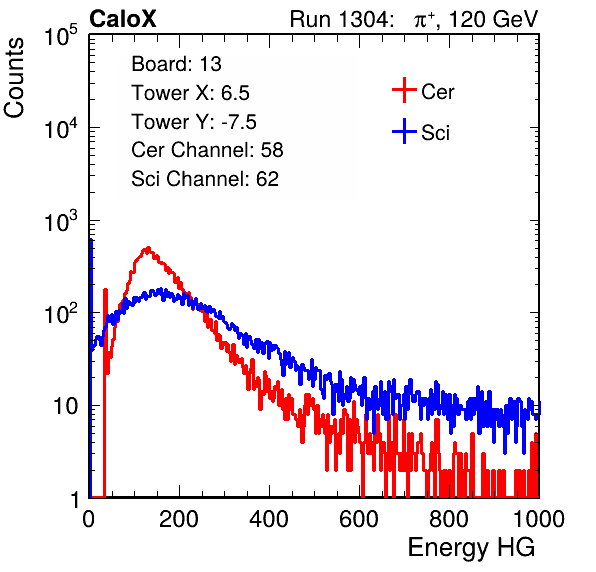 CaloX Run 1304: π⁺, 120 GeV
Counts
Board: 13
Tower X: 6.5
Tower Y: -7.5
Cer Channel: 58
Sci Channel: 62
Cer
Sci
10⁵
10⁴
10³
10²
10
1
0 200 400 600 800 1000
Energy HG